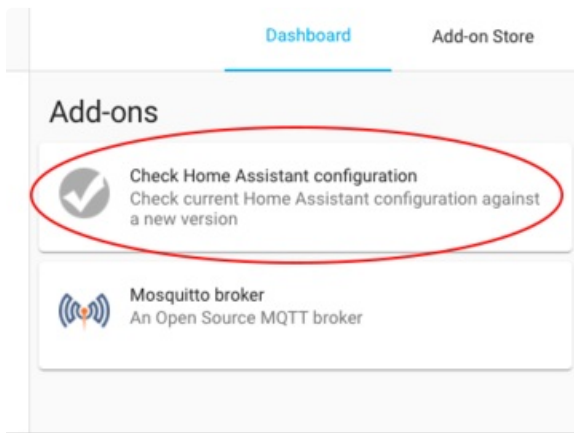 Dashboard Add-on Store
Add-ons
Check Home Assistant configuration
Check current Home Assistant configuration against
a new version
Mosquitto broker
An Open Source MQTT broker